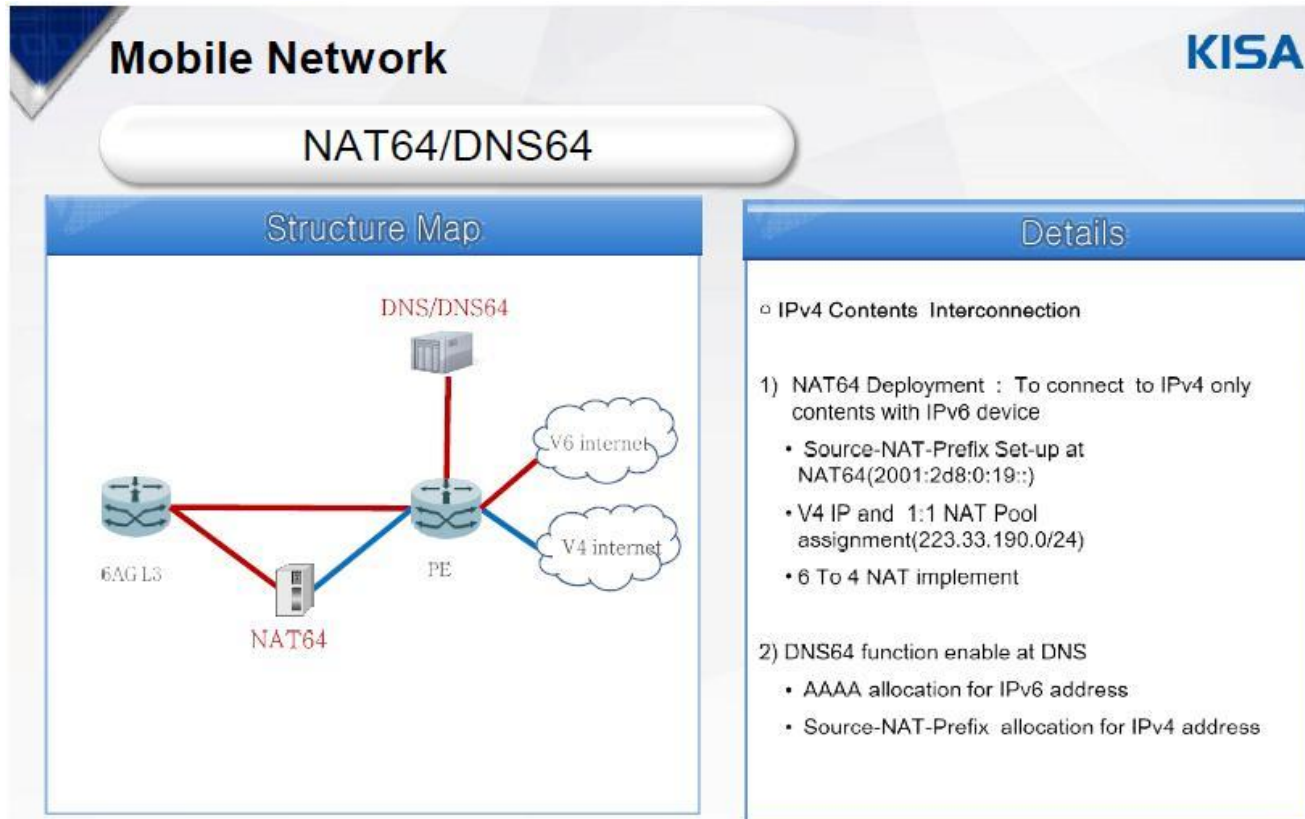 Mobile Network
KISA
NAT64/DNS64
Structure Map
DNS/DNS64
V6 internet
V4 internet
6AG L3
PE
NAT64
Details
○ IPv4 Contents Interconnection
1) NAT64 Deployment : To connect to IPv4 only
contents with IPv6 device
• Source-NAT-Prefix Set-up at
NAT64(2001:2d8:0:19::)
• V4 IP and 1:1 NAT Pool
assignment(223.33.190.0/24)
• 6 To 4 NAT implement
2) DNS64 function enable at DNS
• AAAA allocation for IPv6 address
• Source-NAT-Prefix allocation for IPv4 address